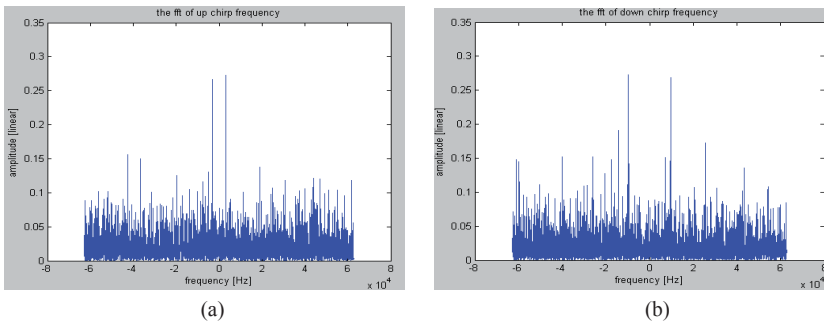 the fft of up chirp frequency
0.35
0.3
0.25
0.2
0.15
0.1
0.05
0
amplitude [linear]
-8 -6 -4 -2 0 2 4 6 8
frequency [Hz]
x 10^4
(a)
the fft of down chirp frequency
0.35
0.3
0.25
0.2
0.15
0.1
0.05
0
amplitude [linear]
-8 -6 -4 -2 0 2 4 6 8
frequency [Hz]
x 10^4
(b)